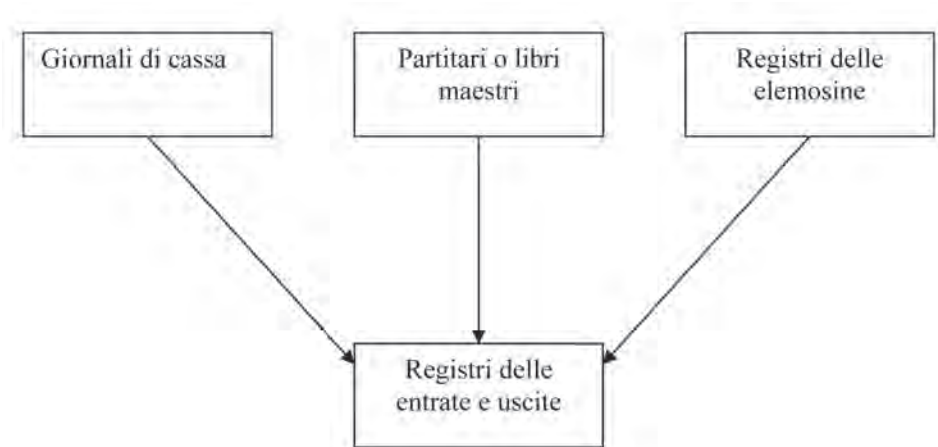 Giornali di cassa
Partitari o libri
maestri
Registri delle
elemosine
Registri delle
entrate e uscite